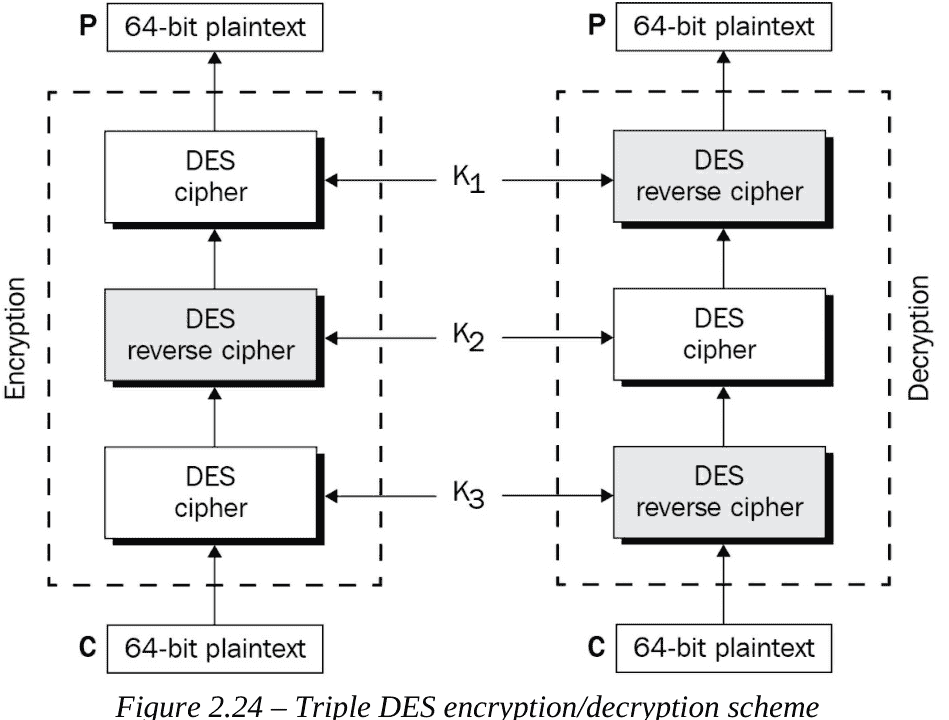 P 64-bit plaintext
P 64-bit plaintext
Encryption
DES
cipher
K1
DES
reverse cipher
DES
reverse cipher
K2
DES
cipher
DES
cipher
K3
DES
reverse cipher
Decryption
C 64-bit plaintext
C 64-bit plaintext
Figure 2.24 – Triple DES encryption/decryption scheme